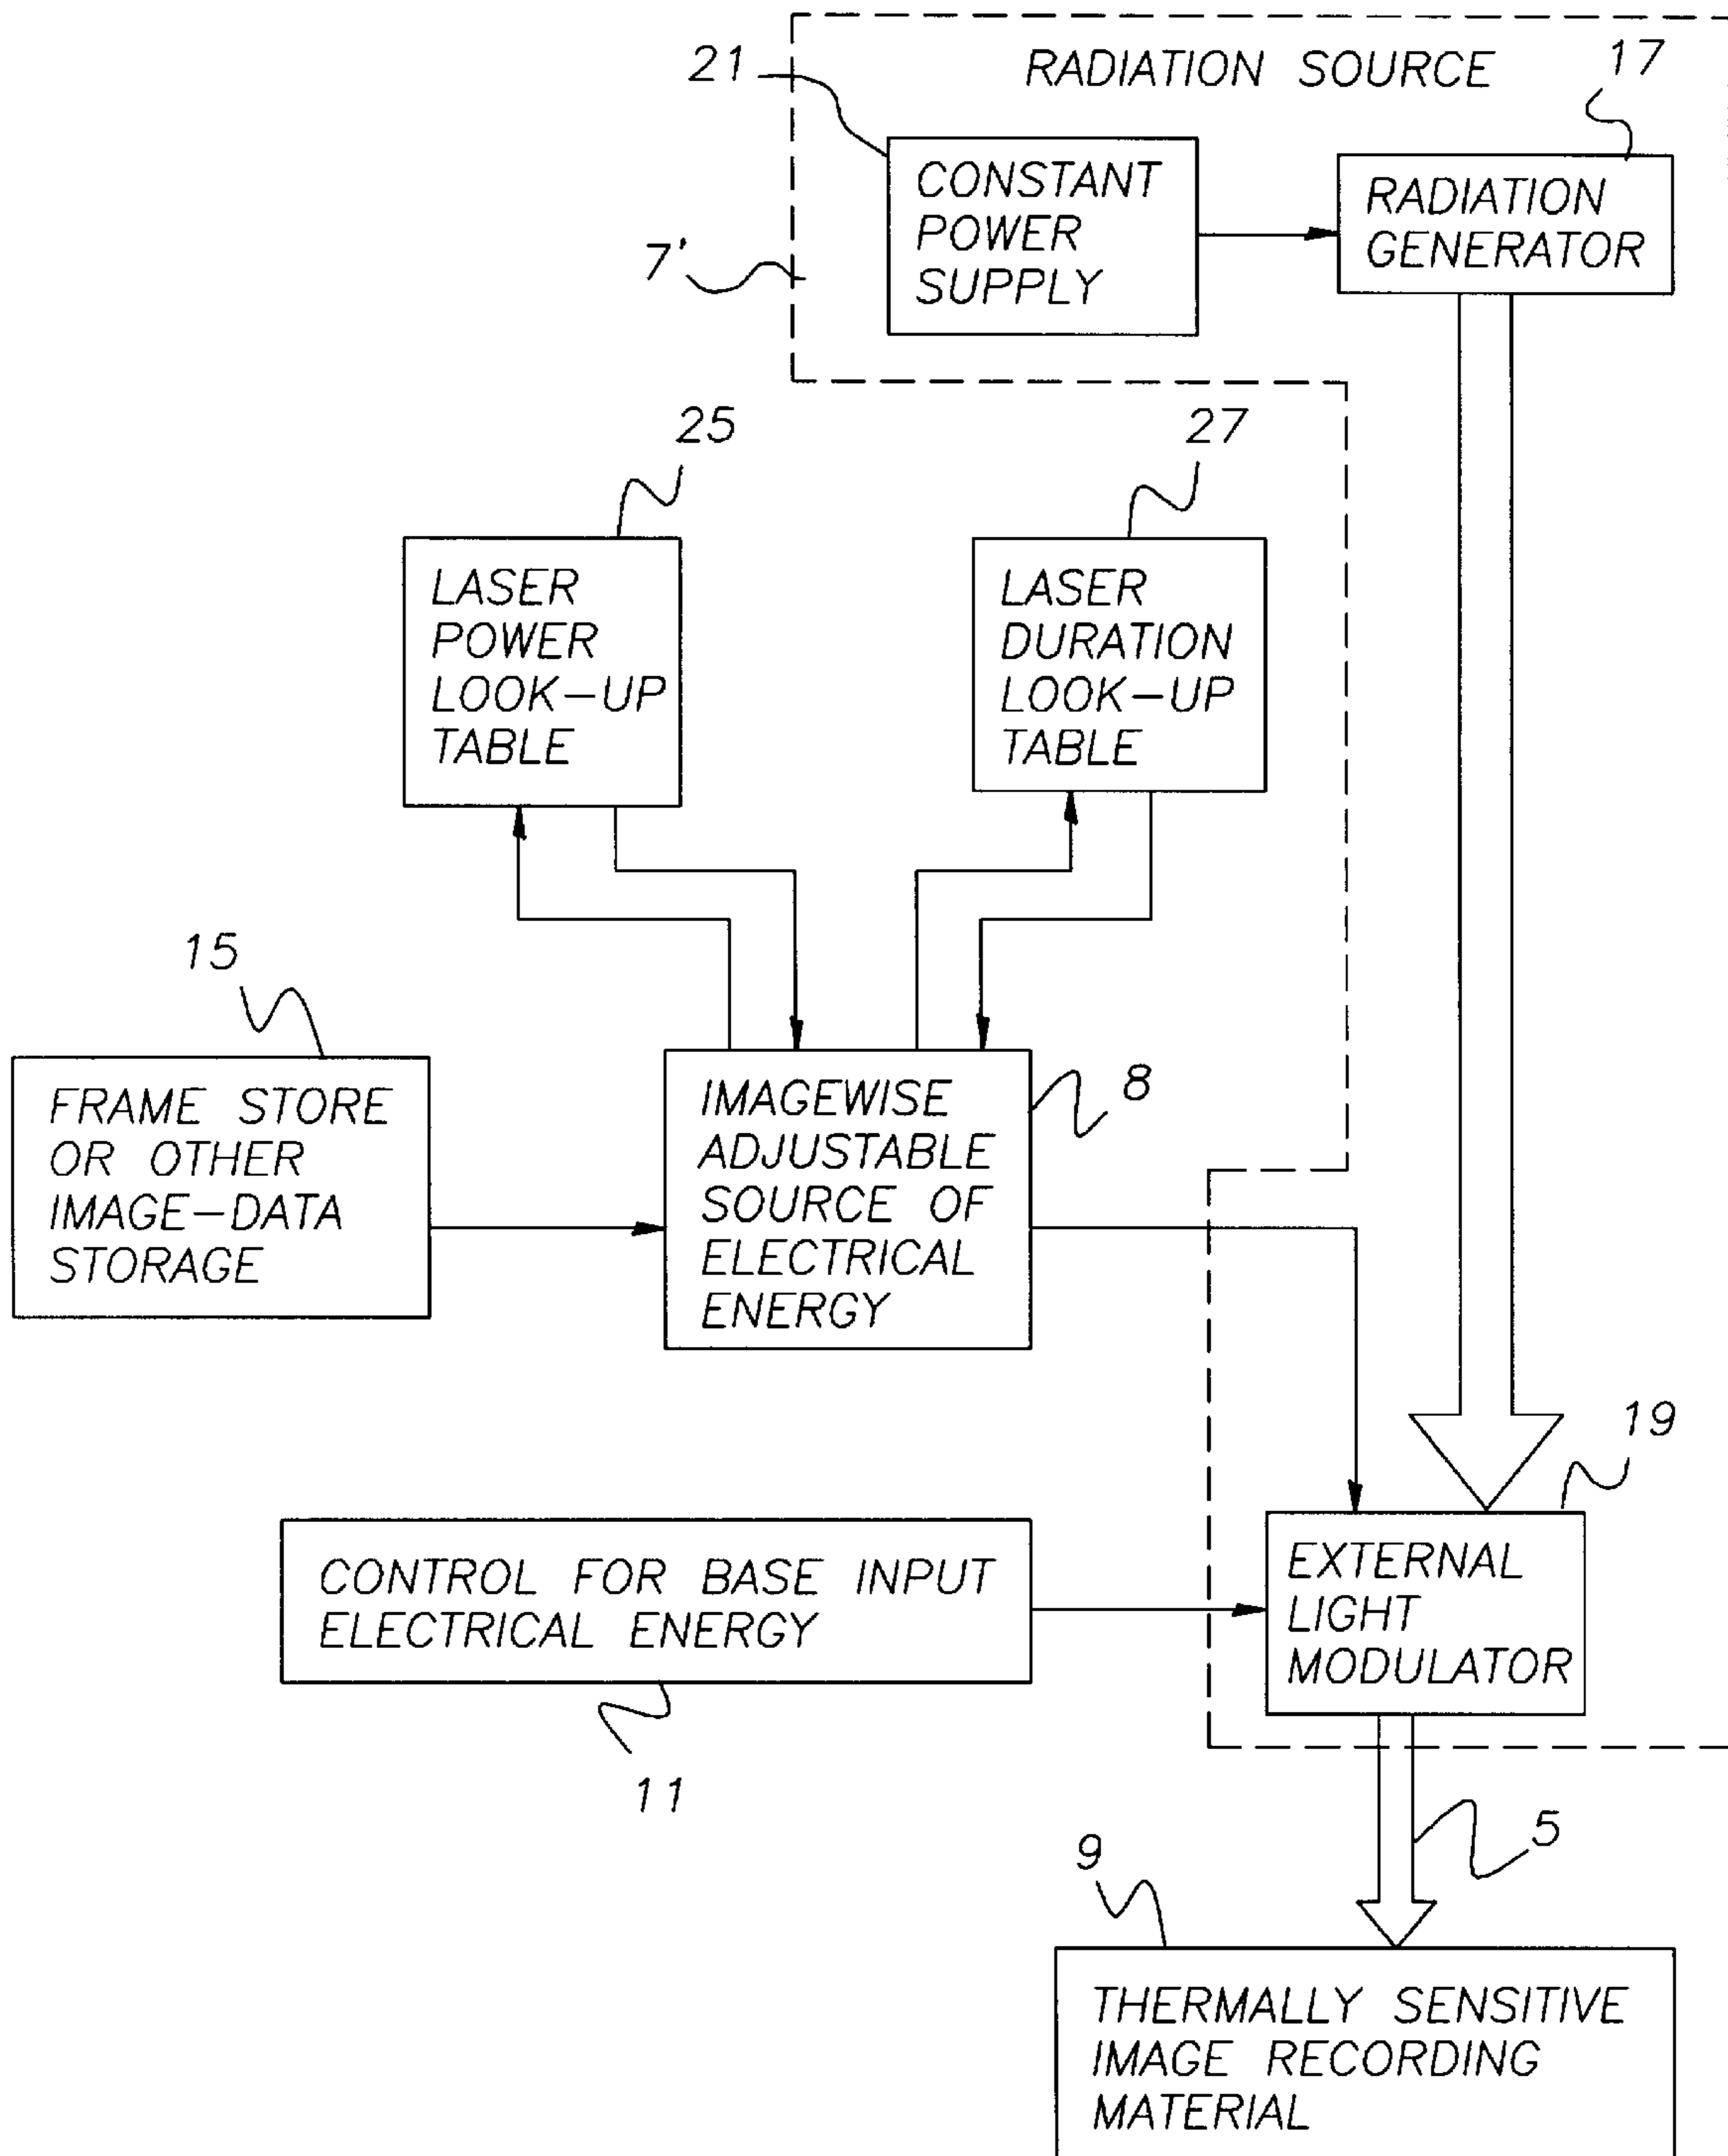 21
RADIATION SOURCE
17
CONSTANT
POWER
SUPPLY
RADIATION
GENERATOR
7'
25
27
LASER
POWER
LOOK-UP
TABLE
LASER
DURATION
LOOK-UP
TABLE
15
FRAME STORE
OR OTHER
IMAGE-DATA
STORAGE
IMAGEWISE
ADJUSTABLE
SOURCE OF
ELECTRICAL
ENERGY
8
19
CONTROL FOR BASE INPUT
ELECTRICAL ENERGY
11
EXTERNAL
LIGHT
MODULATOR
5
9
THERMALLY SENSITIVE
IMAGE RECORDING
MATERIAL